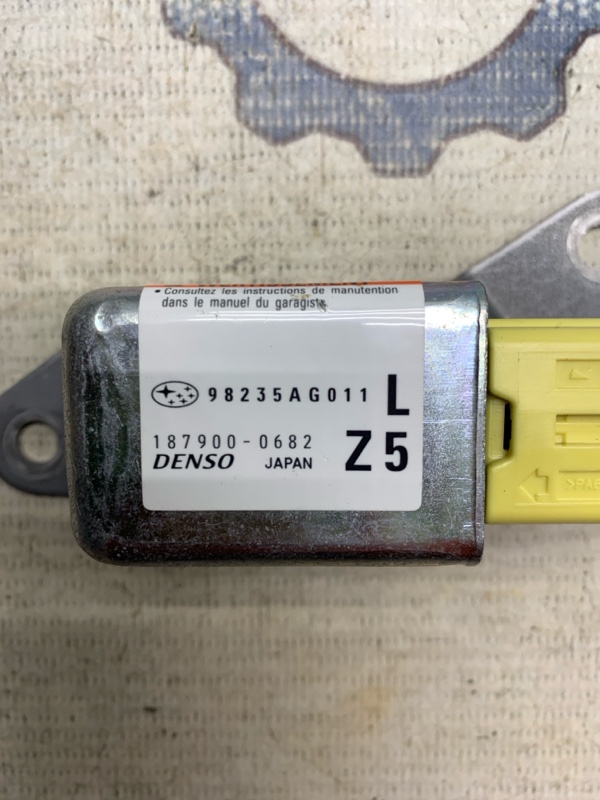 • Consultez les instructions de manutention
dans le manuel du garagiste.
98235AG011 L
187900-0682
DENSO JAPAN Z5